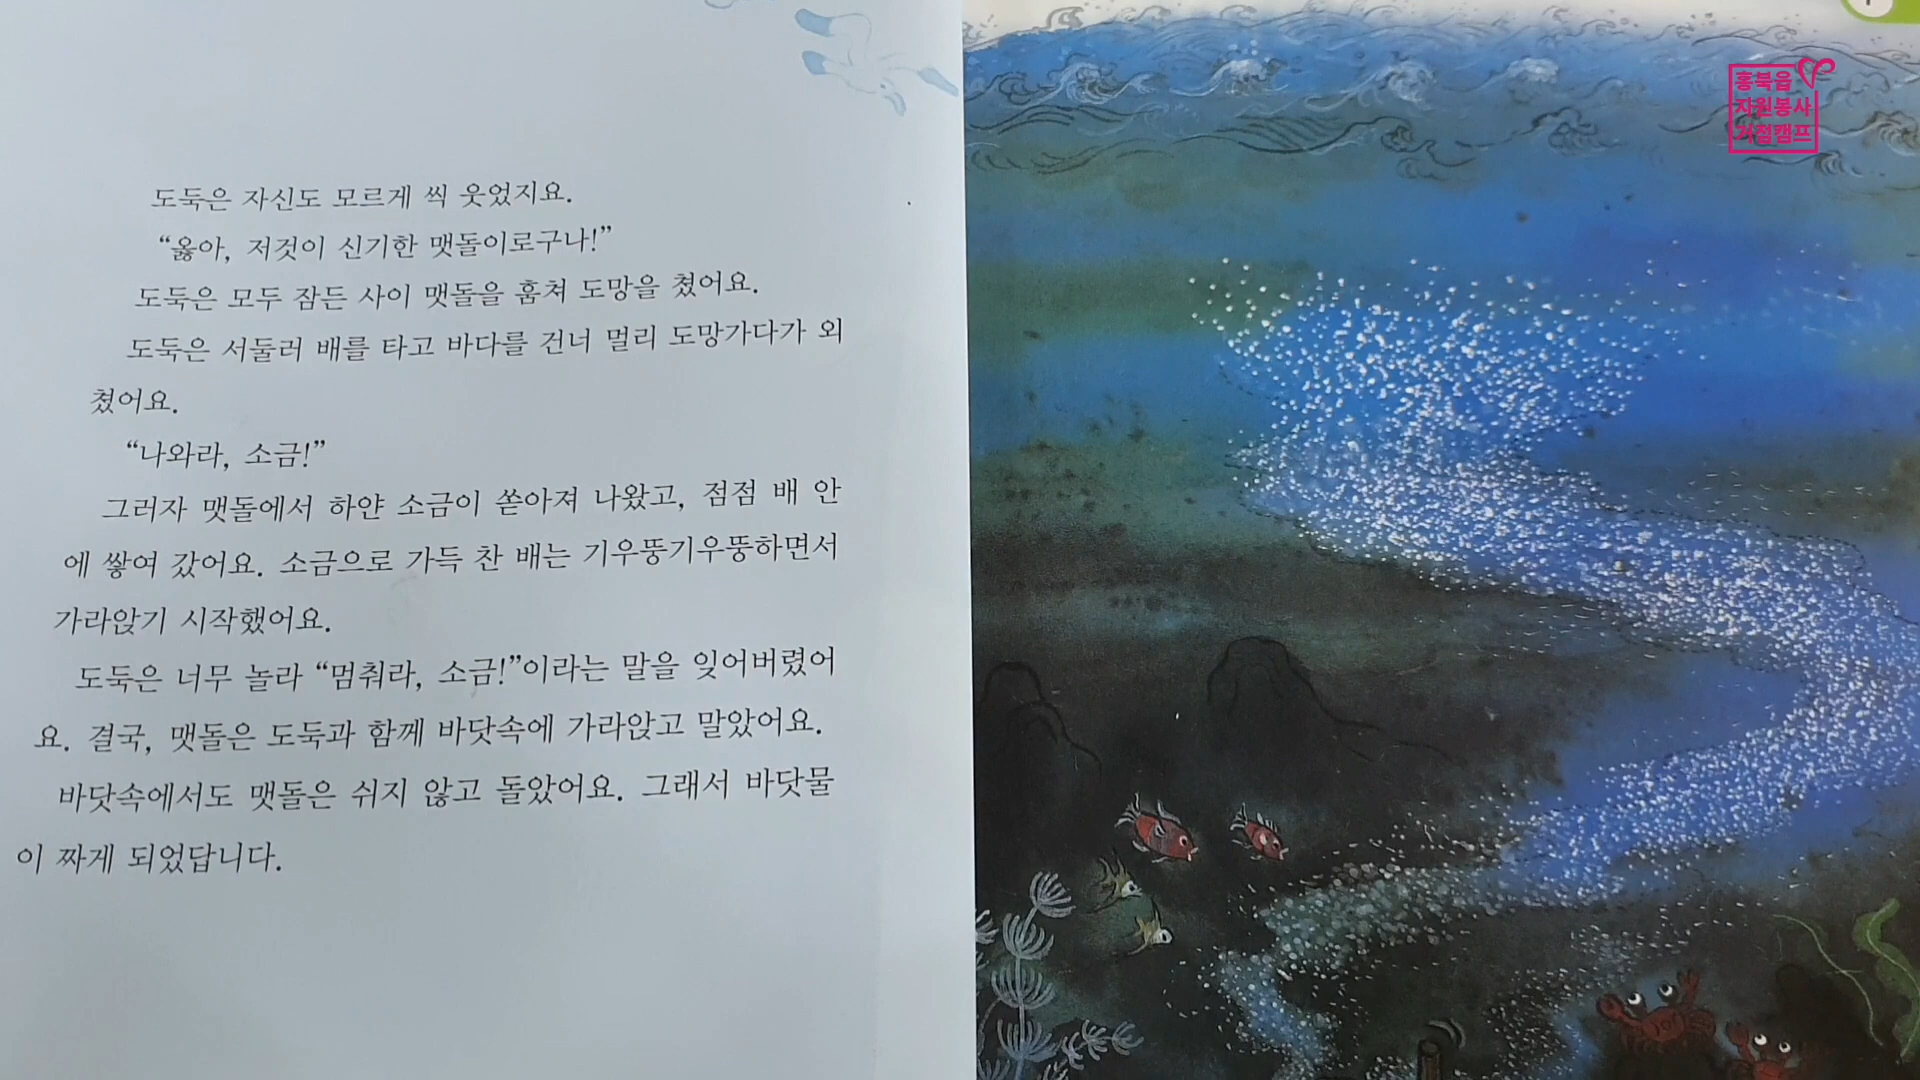 도둑은 자신도 모르게 씩 웃었지요.
“옳아, 저것이 신기한 맷돌이로구나!”
도둑은 모두 잠든 사이 맷돌을 훔쳐 도망을 쳤어요.
도둑은 서둘러 배를 타고 바다를 건너 멀리 도망가다가 외
쳤어요.
“나와라, 소금!”
그러자 맷돌에서 하얀 소금이 쏟아져 나왔고, 점점 배 안
에 쌓여 갔어요. 소금으로 가득 찬 배는 기우뚱기우뚱하면서
가라앉기 시작했어요.
도둑은 너무 놀라 “멈춰라, 소금!”이라는 말을 잊어버렸어
요. 결국, 맷돌은 도둑과 함께 바닷속에 가라앉고 말았어요.
바닷속에서도 맷돌은 쉬지 않고 돌았어요. 그래서 바닷물
이 짜게 되었답니다.
홍북읍
자원봉사
거점캠프